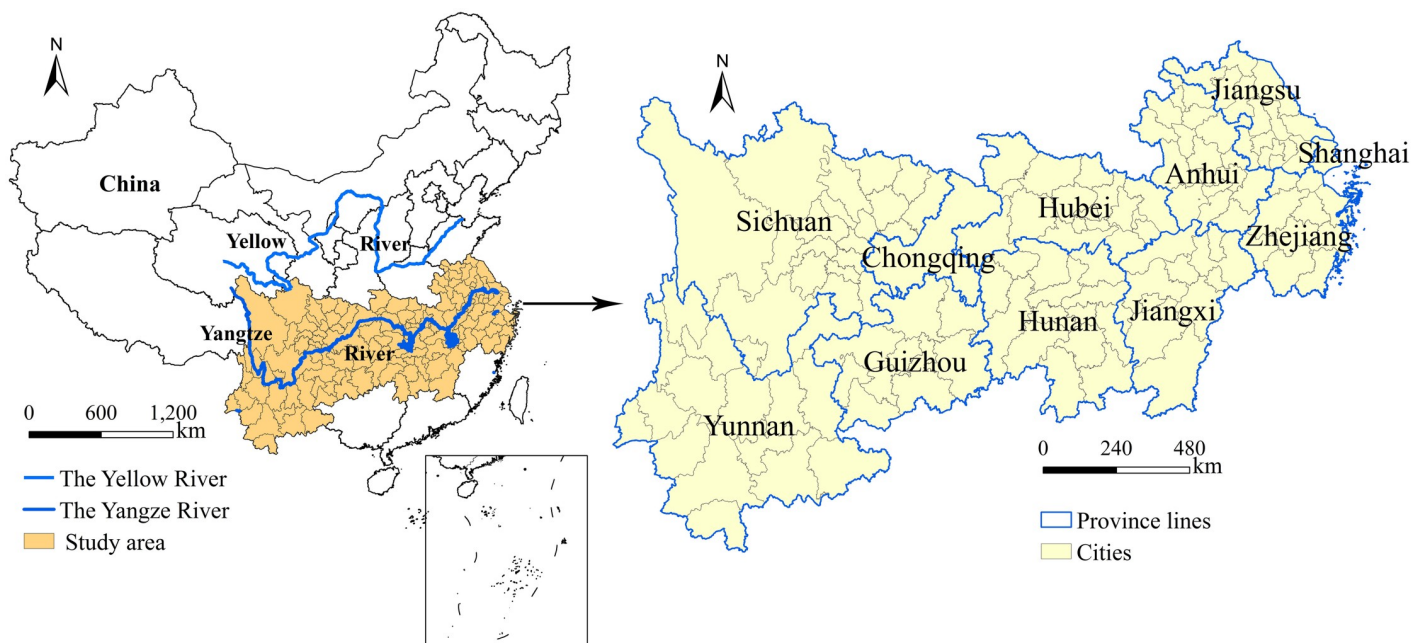 N
China
Yellow
River
Yangtze
River
0 600 1,200
km
The Yellow River
The Yangze River
Study area
N
Jiangsu
Shanghai
Anhui
Hubei
Sichuan
Zhejiang
Chongqing
Jiangxi
Hunan
Guizhou
Yunnan
0 240 480
km
Province lines
Cities